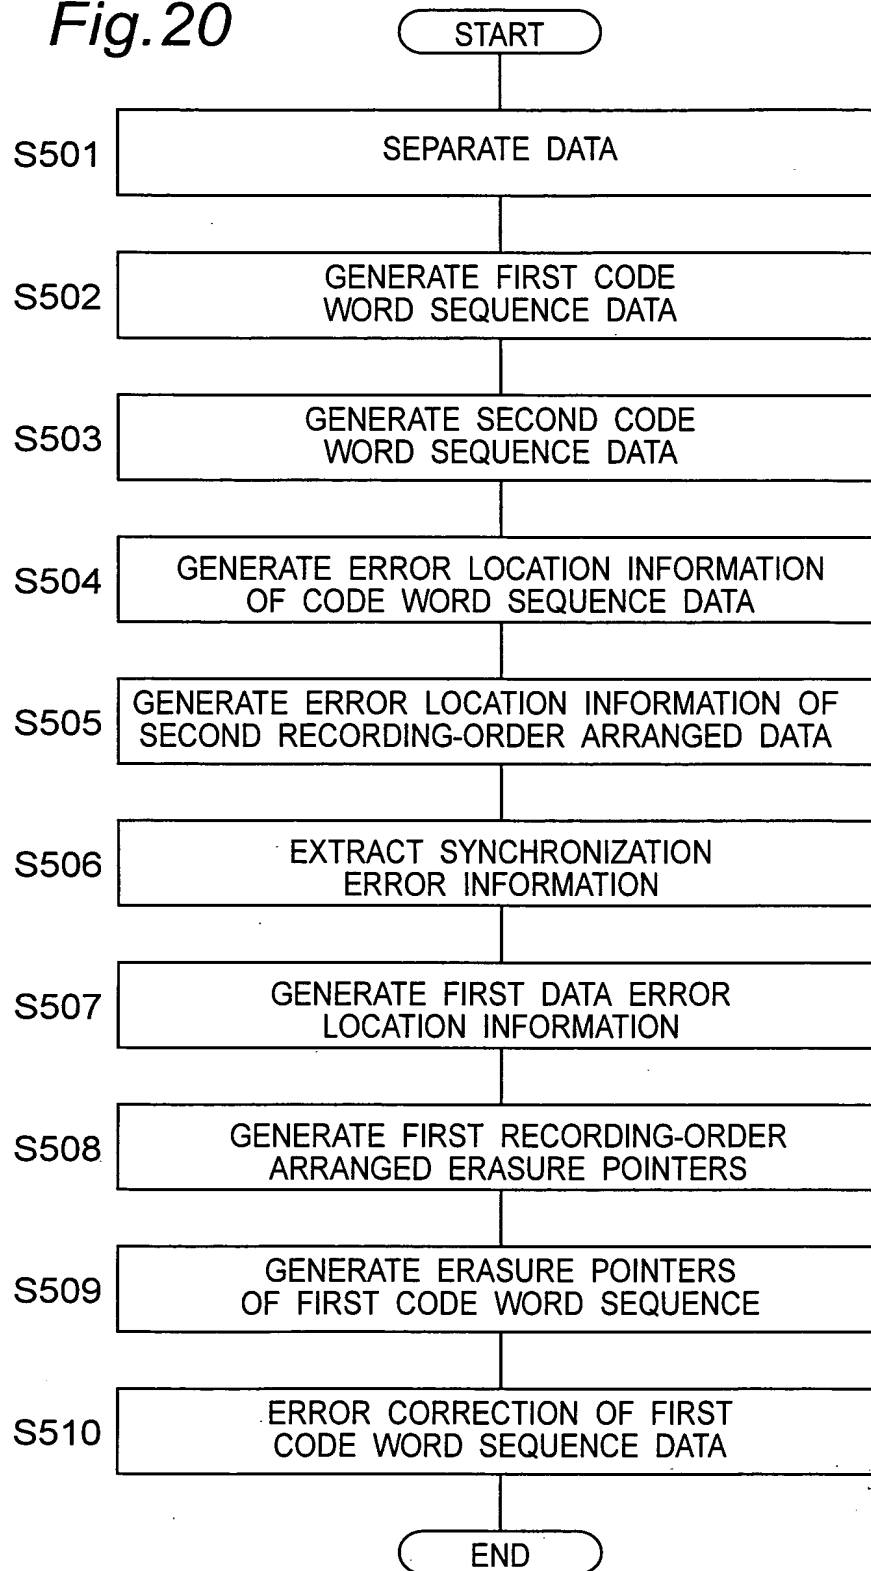 Fig.20
START
S501
SEPARATE DATA
S502
GENERATE FIRST CODE
WORD SEQUENCE DATA
S503
GENERATE SECOND CODE
WORD SEQUENCE DATA
S504
GENERATE ERROR LOCATION INFORMATION
OF CODE WORD SEQUENCE DATA
S505
GENERATE ERROR LOCATION INFORMATION OF
SECOND RECORDING-ORDER ARRANGED DATA
S506
EXTRACT SYNCHRONIZATION
ERROR INFORMATION
S507
GENERATE FIRST DATA ERROR
LOCATION INFORMATION
S508
GENERATE FIRST RECORDING-ORDER
ARRANGED ERASURE POINTERS
S509
GENERATE ERASURE POINTERS
OF FIRST CODE WORD SEQUENCE
S510
ERROR CORRECTION OF FIRST
CODE WORD SEQUENCE DATA
END